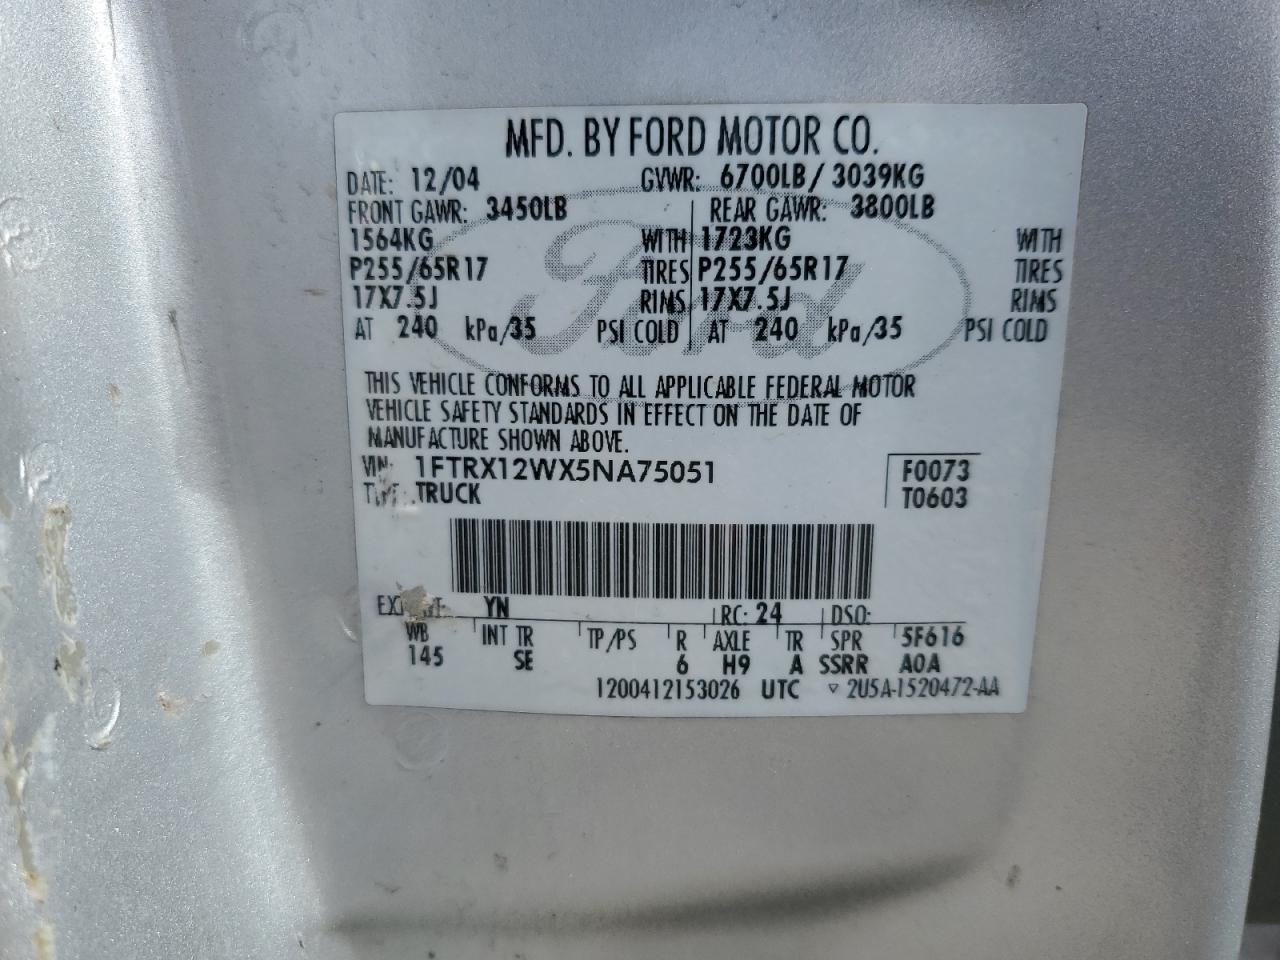 MFD. BY FORD MOTOR CO.
DATE: 12/04 GVWR: 6700LB/ 3039KG
FRONT GAWR: 3450LB REAR GAWR: 3800LB
1564KG WITH 1723KG WITH
P255/65R17 TIRES P255/65R17 TIRES
17X7.5J RIMS 17X7.5J RIMS
AT 240 kPa/35 PSI COLD AT 240 kPa/35 PSI COLD
Ford
THIS VEHICLE CONFORMS TO ALL APPLICABLE FEDERAL MOTOR
VEHICLE SAFETY STANDARDS IN EFFECT ON THE DATE OF
MANUFACTURE SHOWN ABOVE.
VIN: 1FTRX12WX5NA75051 F0073
TRUCK T0603
YN RC: 24 DSO:
WB INT TR TP/PS R AXLE TR SPR 5F616
145 SE 6 H9 A SSRR A0A
1200412153026 UTC ▽ 2U5A-1520472-AA